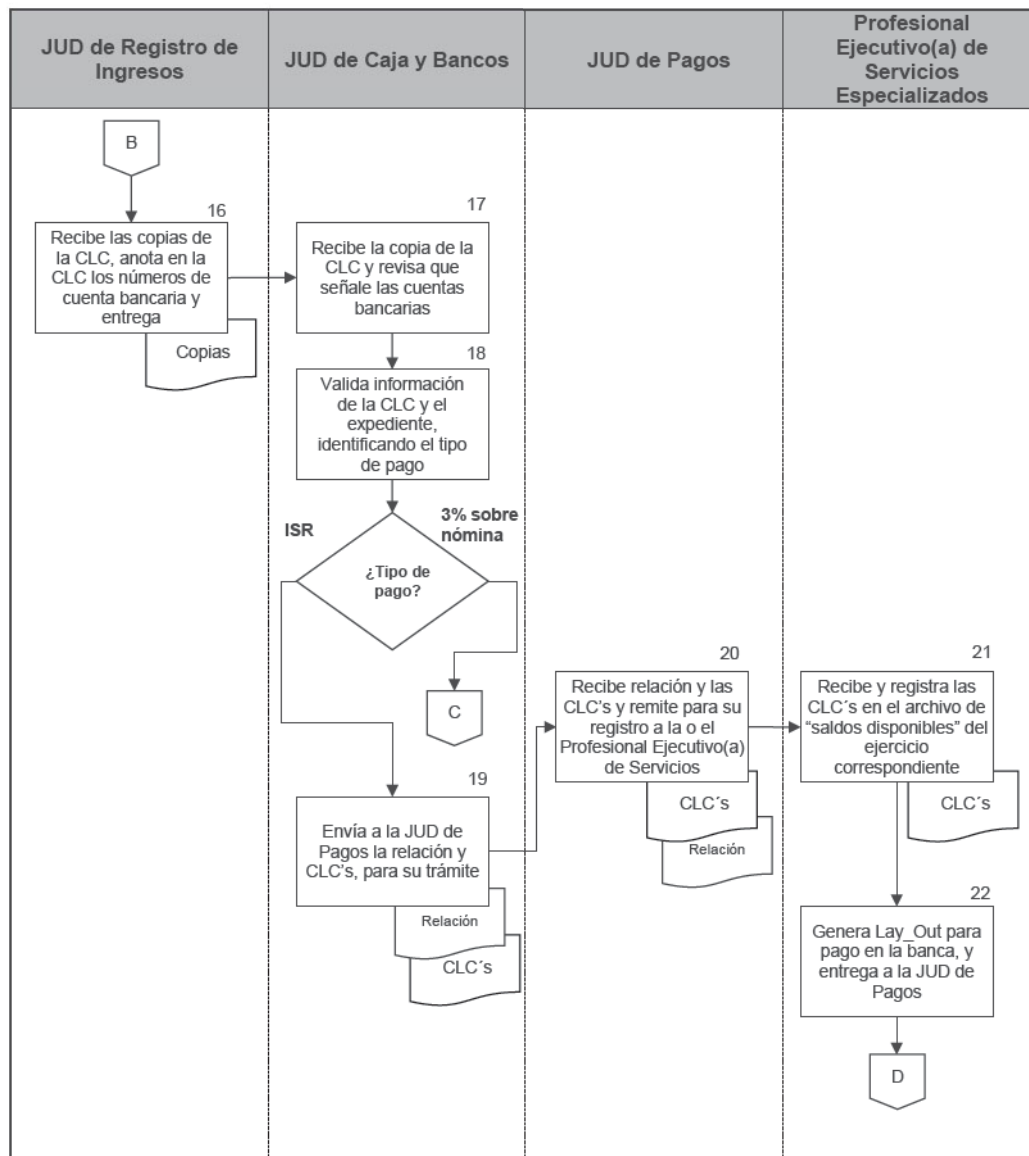 JUD de Registro de
Ingresos
JUD de Caja y Bancos
JUD de Pagos
Profesional
Ejecutivo(a) de
Servicios
Especializados
B
16
Recibe las copias de
la CLC, anota en la
CLC los números de
cuenta bancaria y
entrega
Copias
17
Recibe la copia de la
CLC y revisa que
señale las cuentas
bancarias
18
Valida información
de la CLC y el
expediente,
identificando el tipo
de pago
ISR
3% sobre
nómina
¿Tipo de
pago?
C
19
Envía a la JUD de
Pagos la relación y
CLC's, para su trámite
Relación
CLC´s
20
Recibe relación y las
CLC's y remite para su
registro a la o el
Profesional Ejecutivo(a)
de Servicios
CLC´s
Relación
21
Recibe y registra las
CLC´s en el archivo de
“saldos disponibles” del
ejercicio
correspondiente
CLC´s
22
Genera Lay_Out para
pago en la banca, y
entrega a la JUD de
Pagos
D